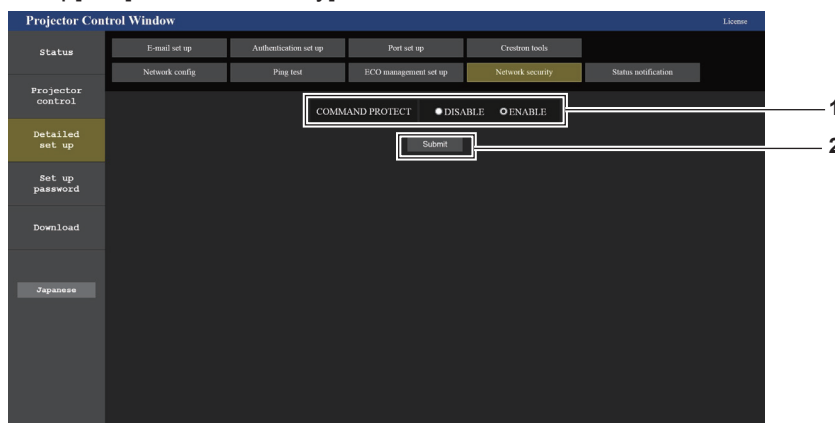 Projector Control Window
License
Status
E-mail set up
Authentication set up
Port set up
Crestron tools
Network config
Ping test
ECO management set up
Network security
Status notification
Projector
control
COMMAND PROTECT DISABLE ENABLE
1
Detailed
set up
Submit
2
Set up
password
Download
Japanese